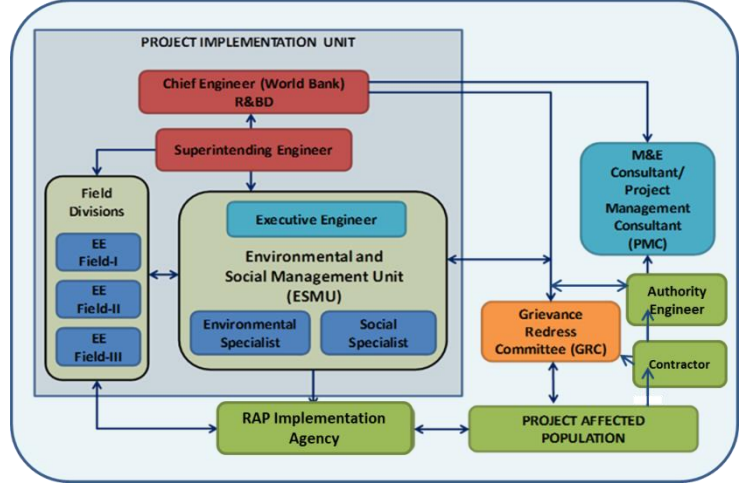 PROJECT IMPLEMENTATION UNIT
Chief Engineer (World Bank)
R&BD
Superintending Engineer
Field
Divisions
EE
Field-I
EE
Field-II
EE
Field-III
Executive Engineer
Environmental and
Social Management Unit
(ESMU)
Environmental
Specialist
Social
Specialist
M&E
Consultant/
Project
Management
Consultant
(PMC)
Authority
Engineer
Grievance
Redress
Committee (GRC)
Contractor
RAP Implementation
Agency
PROJECT AFFECTED
POPULATION